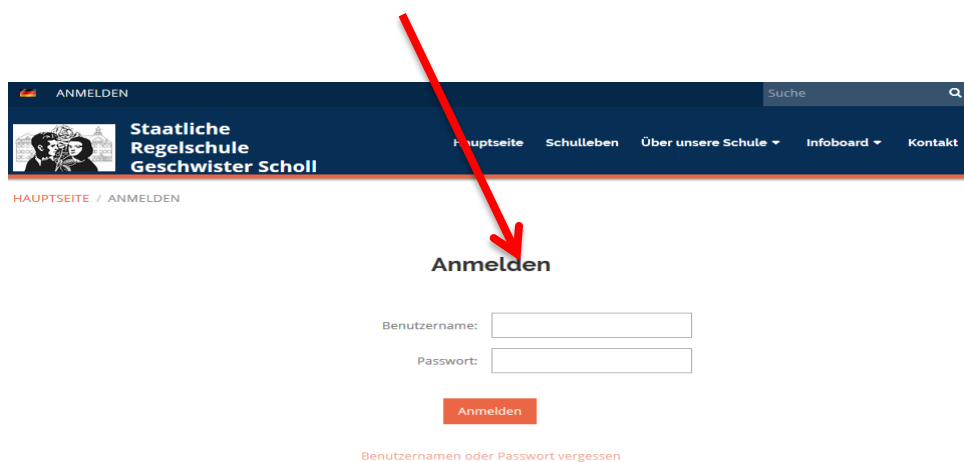 ANMELDEN
Suche
Staatliche
Regelschule
Geschwister Scholl
Hauptseite Schulleben Über unsere Schule Infoboard Kontakt
HAUPTSEITE / ANMELDEN
Anmelden
Benutzername:
Passwort:
Anmelden
Benutzernamen oder Passwort vergessen